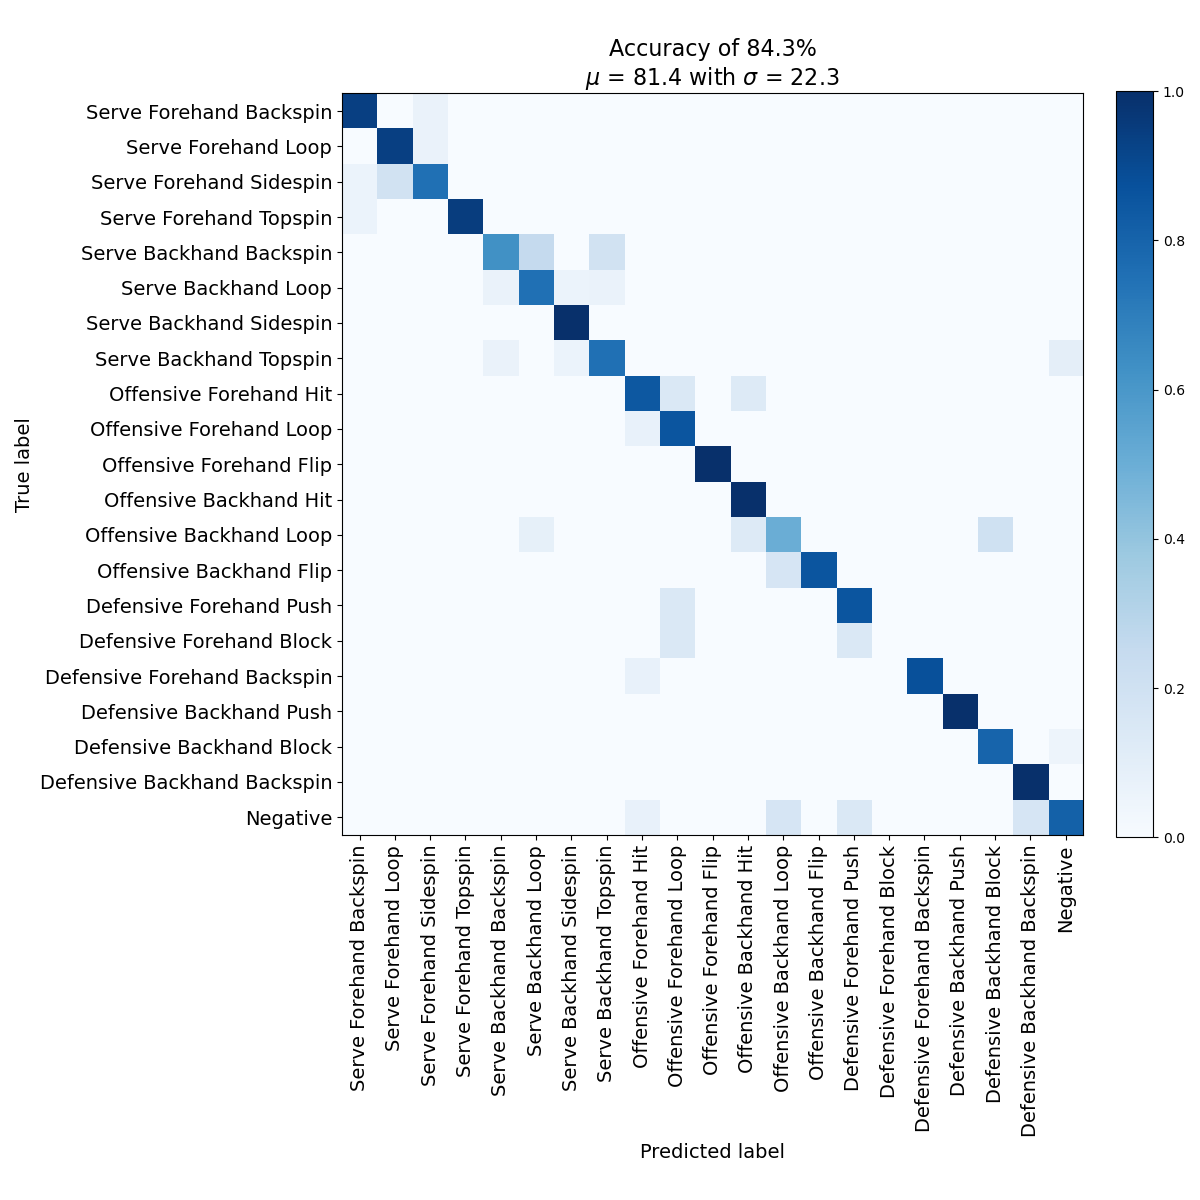 Accuracy of 84.3%
μ = 81.4 with σ = 22.3
True label
Serve Forehand Backspin
Serve Forehand Loop
Serve Forehand Sidespin
Serve Forehand Topspin
Serve Backhand Backspin
Serve Backhand Loop
Serve Backhand Sidespin
Serve Backhand Topspin
Offensive Forehand Hit
Offensive Forehand Loop
Offensive Forehand Flip
Offensive Backhand Hit
Offensive Backhand Loop
Offensive Backhand Flip
Defensive Forehand Push
Defensive Forehand Block
Defensive Forehand Backspin
Defensive Backhand Push
Defensive Backhand Block
Defensive Backhand Backspin
Negative
1.0
0.8
0.6
0.4
0.2
0.0
Serve Forehand Backspin
Serve Forehand Loop
Serve Forehand Sidespin
Serve Forehand Topspin
Serve Backhand Backspin
Serve Backhand Loop
Serve Backhand Sidespin
Serve Backhand Topspin
Offensive Forehand Hit
Offensive Forehand Loop
Offensive Forehand Flip
Offensive Backhand Hit
Offensive Backhand Loop
Offensive Backhand Flip
Defensive Forehand Push
Defensive Forehand Block
Defensive Forehand Backspin
Defensive Backhand Push
Defensive Backhand Block
Defensive Backhand Backspin
Negative
Predicted label